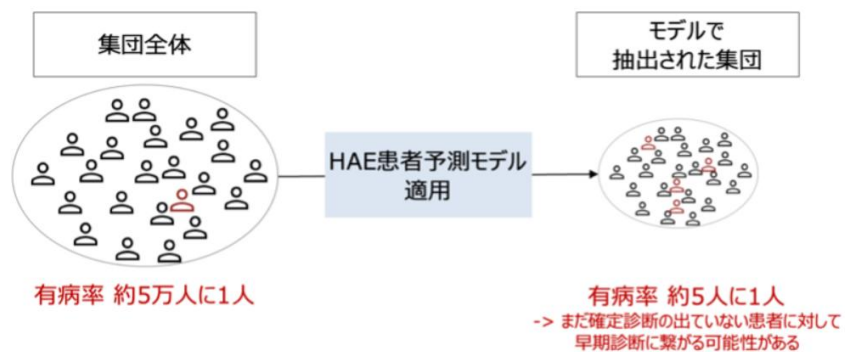 集団全体
モデルで
抽出された集団
HAE患者予測モデル
適用
有病率 約5万人に1人
有病率 約5人に1人
-> まだ確定診断の出ていない患者に対して
早期診断に繋がる可能性がある